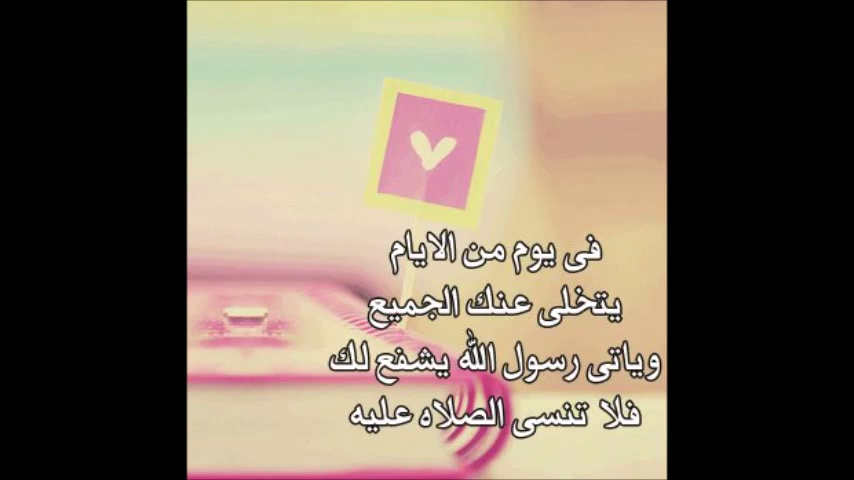 فى يوم من الايام
يتخلى عنك الجميع
وياتى رسول الله يشفع لك
فلا تنسى الصلاه عليه